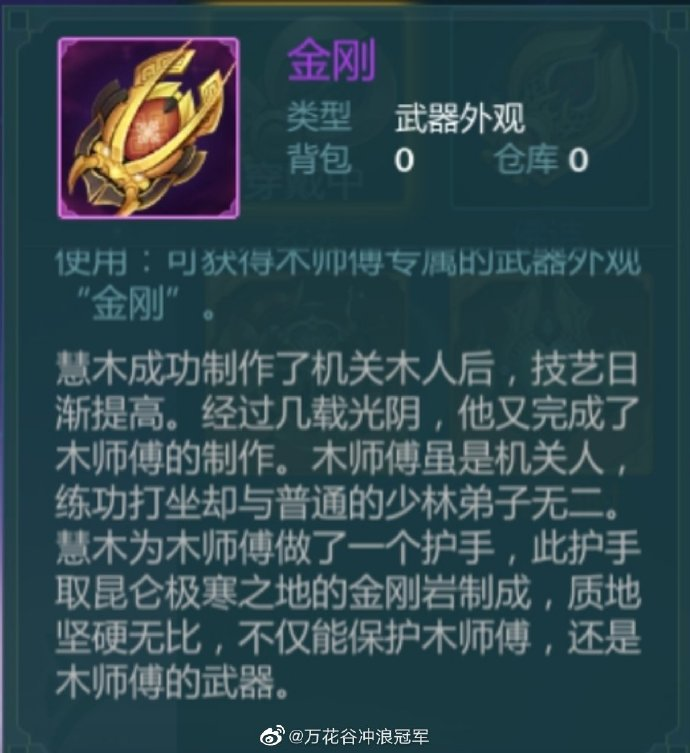 金刚
类型 武器外观
背包 0 仓库 0
穿戴中
使用：可获得木师傅专属的武器外观
“金刚”。
慧木成功制作了机关木人后，技艺日
渐提高。经过几载光阴，他又完成了
木师傅的制作。木师傅虽是机关人，
练功打坐却与普通的少林弟子无二。
慧木为木师傅做了一个护手，此护手
取昆仑极寒之地的金刚岩制成，质地
坚硬无比，不仅能保护木师傅，还是
木师傅的武器。
@万花谷冲浪冠军